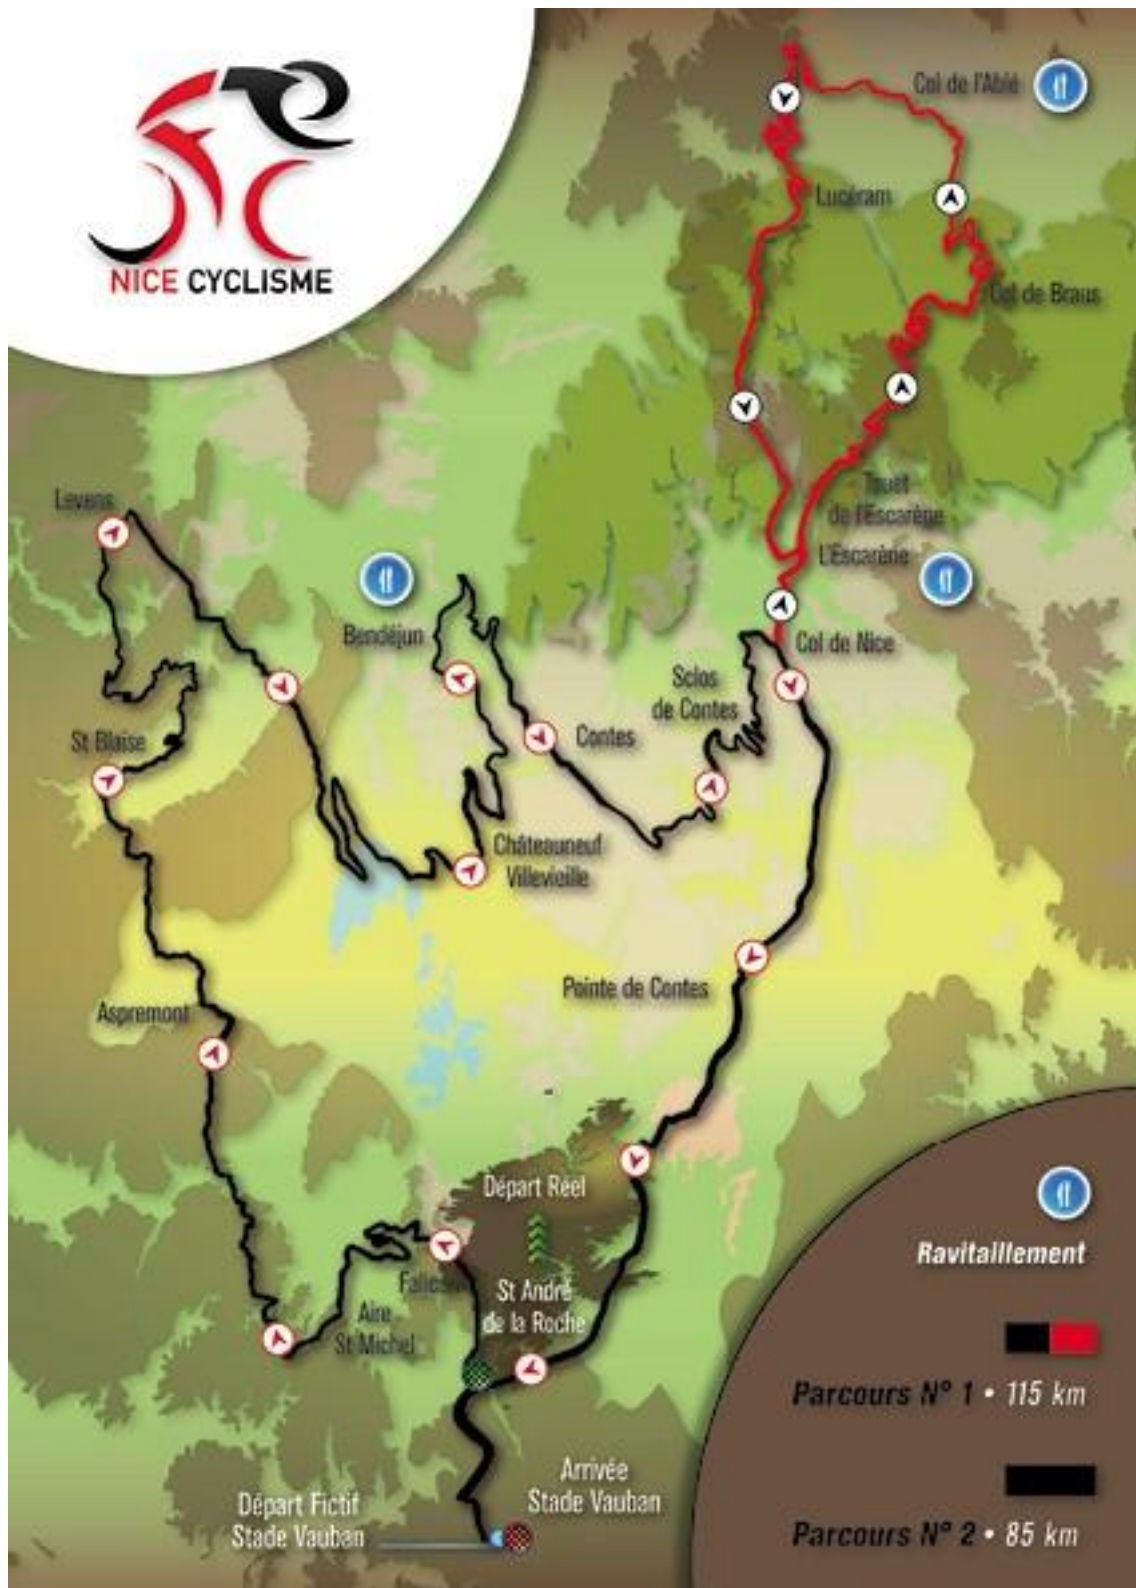 NICE CYCLISME
Col de l'Ablé
Lucéram
Col de Braus
Touët
de l'Escarène
L'Escarène
Levens
Bendéjun
Col de Nice
Sclos
de Contes
Contes
St Blaise
Châteauneuf
Villevieille
Pointe de Contes
Aspremont
Départ Réel
St André
de la Roche
Aire
St Michel
Ravitaillement
Parcours N° 1 • 115 km
Parcours N° 2 • 85 km
Arrivée
Stade Vauban
Départ Fictif
Stade Vauban